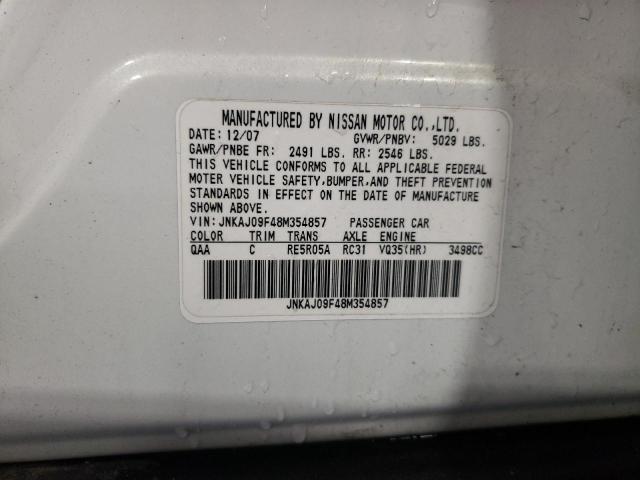 MANUFACTURED BY NISSAN MOTOR CO.,LTD.
DATE: 12/07 GVWR/PNBV: 5029 LBS.
GAWR/PNBE FR: 2491 LBS. RR: 2546 LBS.
THIS VEHICLE CONFORMS TO ALL APPLICABLE FEDERAL
MOTER VEHICLE SAFETY,BUMPER,AND THEFT PREVENTION
STANDARDS IN EFFECT ON THE DATE OF MANUFACTURE
SHOWN ABOVE.
VIN: JNKAJ09F48M354857 PASSENGER CAR
COLOR TRIM TRANS AXLE ENGINE
QAA C RE5R05A RC31 VQ35(HR) 3498CC
JNKAJ09F48M354857